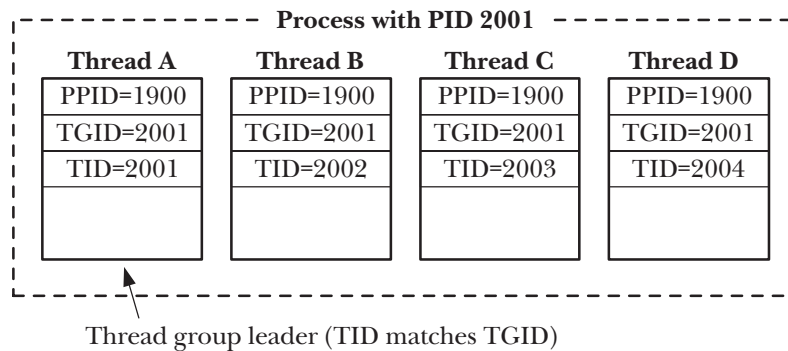 Process with PID 2001
Thread A Thread B Thread C Thread D
PPID=1900 PPID=1900 PPID=1900 PPID=1900
TGID=2001 TGID=2001 TGID=2001 TGID=2001
TID=2001 TID=2002 TID=2003 TID=2004
Thread group leader (TID matches TGID)